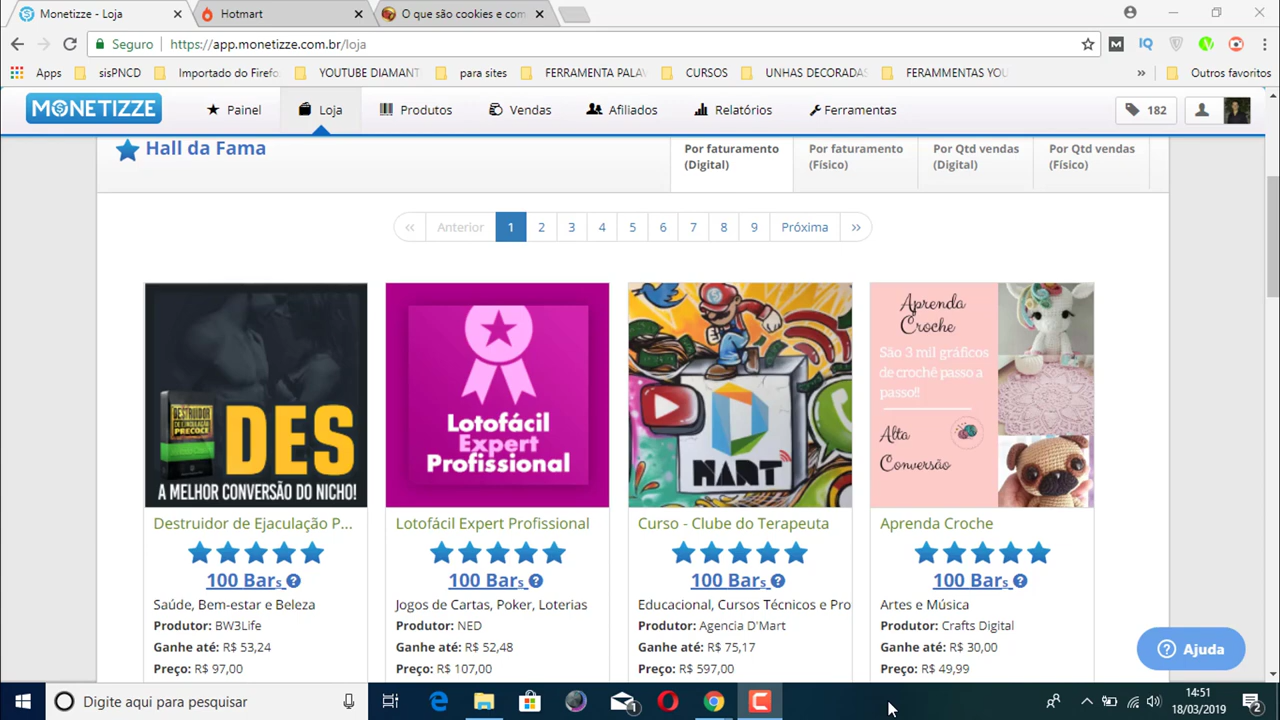 Monetizze - Loja
Hotmart
O que são cookies e com
Seguro
https://app.monetizze.com.br/loja
Apps
sisPNCD
Importado do Firefo
YOUTUBE DIAMANT
para sites
FERRAMENTA PALAV
CURSOS
UNHAS DECORADAS
FERAMMENTAS YOU
»
Outros favoritos
MONETIZZE
Painel
Loja
Produtos
Vendas
Afiliados
Relatórios
Ferramentas
182
Hall da Fama
Por faturamento
(Digital)
Por faturamento
(Físico)
Por Qtd vendas
(Digital)
Por Qtd vendas
(Físico)
« Anterior 1 2 3 4 5 6 7 8 9 Próxima »
DESTRUIDOR
DE EJACULAÇÃO
PRECOCE
DES
A MELHOR CONVERSÃO DO NICHO!
Lotofácil
Expert
Profissional
MART
Aprenda
Croche
São 3 mil gráficos
de crochê passo a
passo!!
Alta
Conversão
Destruidor de Ejaculação P...
100 Bars
Saúde, Bem-estar e Beleza
Produtor: BW3Life
Ganhe até: R$ 53,24
Preço: R$ 97,00
Lotofácil Expert Profissional
100 Bars
Jogos de Cartas, Poker, Loterias
Produtor: NED
Ganhe até: R$ 52,48
Preço: R$ 107,00
Curso - Clube do Terapeuta
100 Bars
Educacional, Cursos Técnicos e Pro
Produtor: Agencia D'Mart
Ganhe até: R$ 75,17
Preço: R$ 597,00
Aprenda Croche
100 Bars
Artes e Música
Produtor: Crafts Digital
Ganhe até: R$ 30,00
Preço: R$ 49,99
Ajuda
Digite aqui para pesquisar
1
14:51
18/03/2019
2